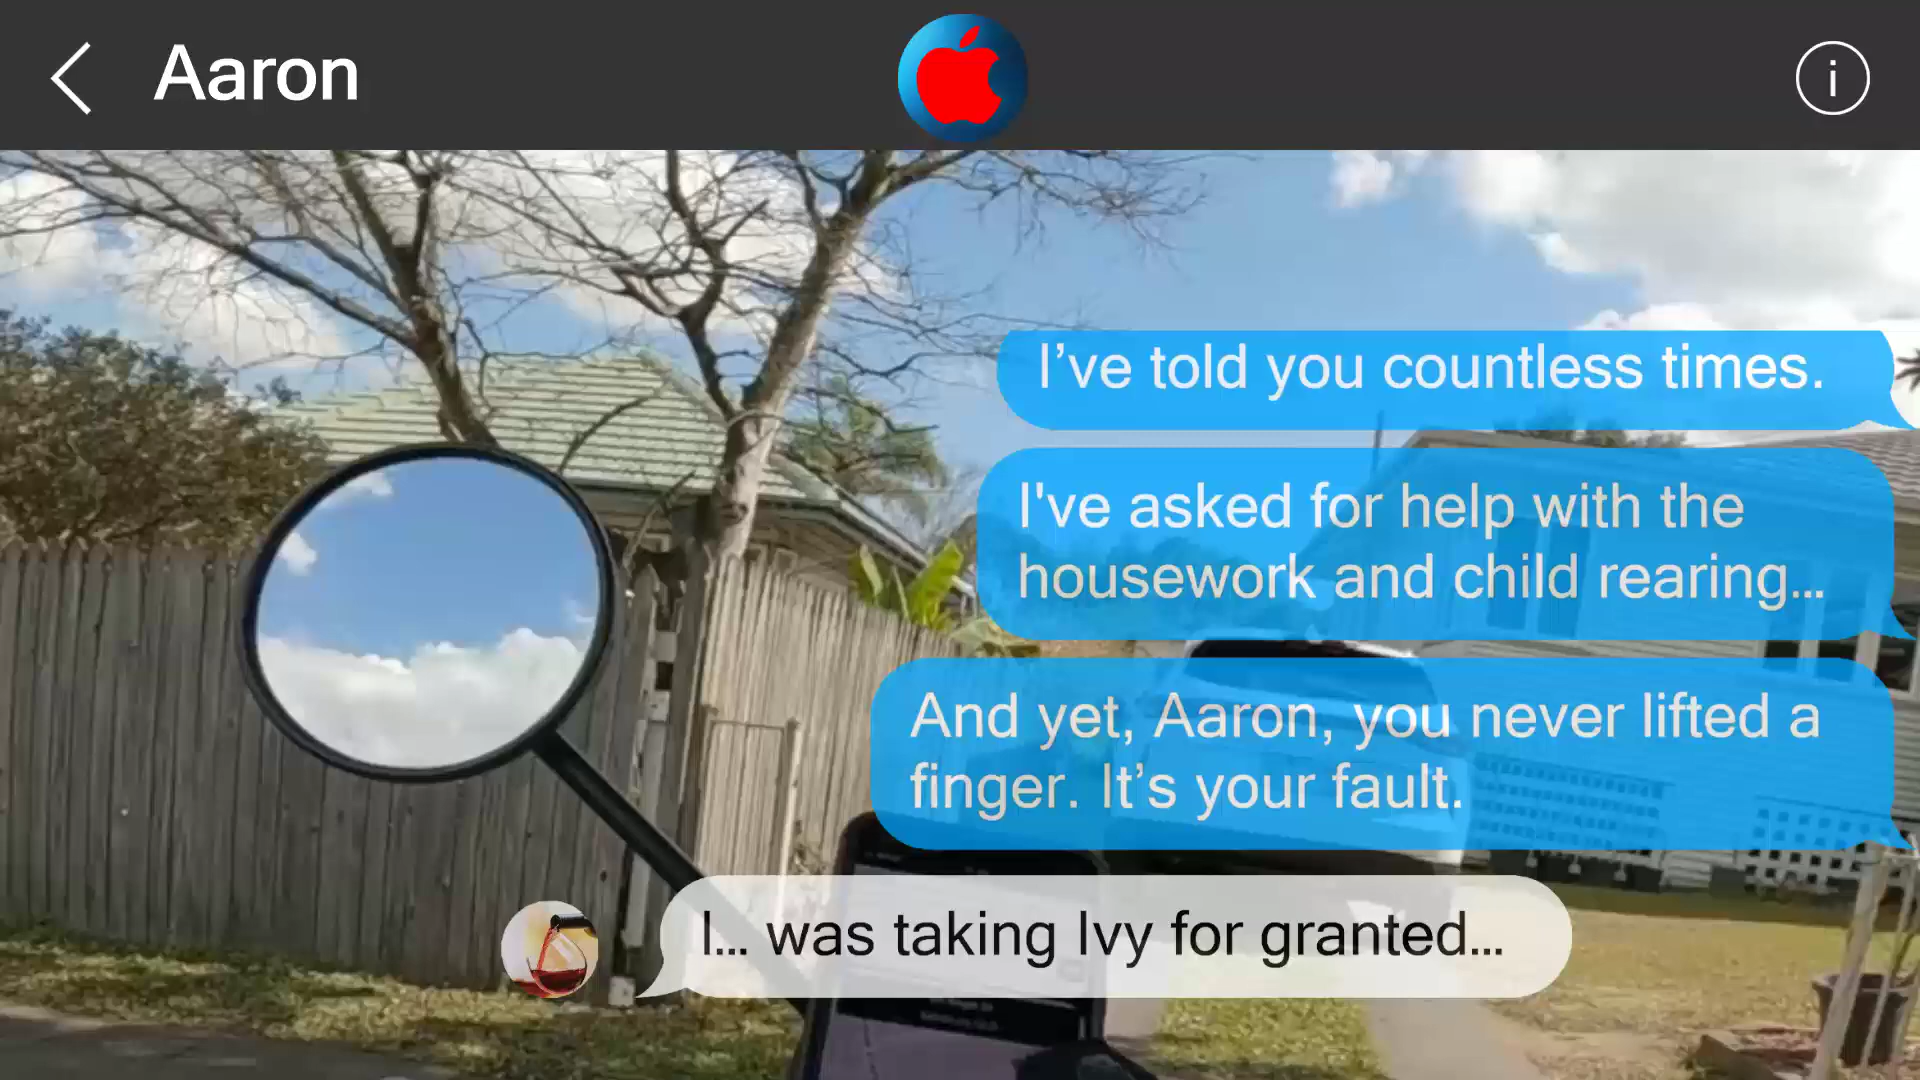 Aaron
I’ve told you countless times.
I've asked for help with the
housework and child rearing...
And yet, Aaron, you never lifted a
finger. It’s your fault.
I... was taking Ivy for granted...